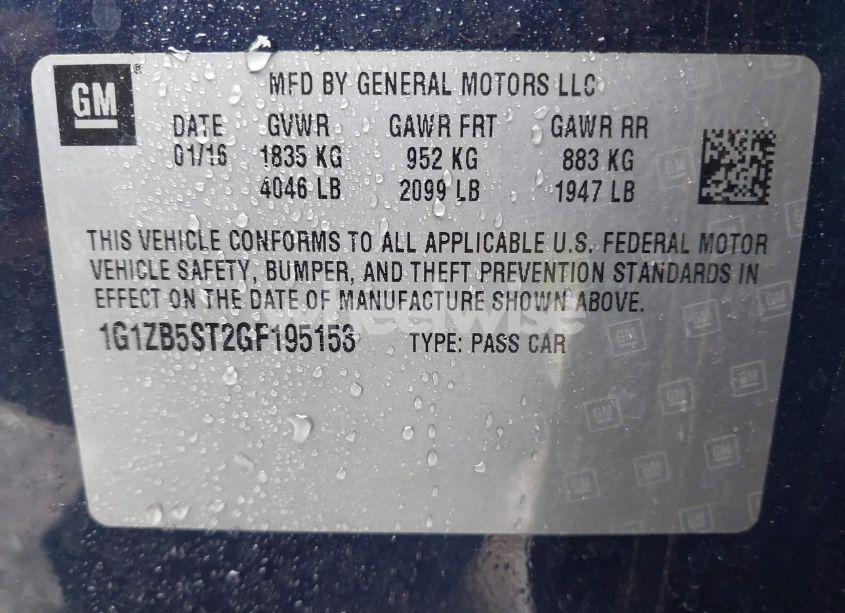 GM
MFD BY GENERAL MOTORS LLC
DATE GVWR GAWR FRT GAWR RR
01/16 1835 KG 952 KG 883 KG
4046 LB 2099 LB 1947 LB
THIS VEHICLE CONFORMS TO ALL APPLICABLE U.S. FEDERAL MOTOR
VEHICLE SAFETY, BUMPER, AND THEFT PREVENTION STANDARDS IN
EFFECT ON THE DATE OF MANUFACTURE SHOWN ABOVE.
1G1ZB5ST2GF195153 TYPE: PASS CAR